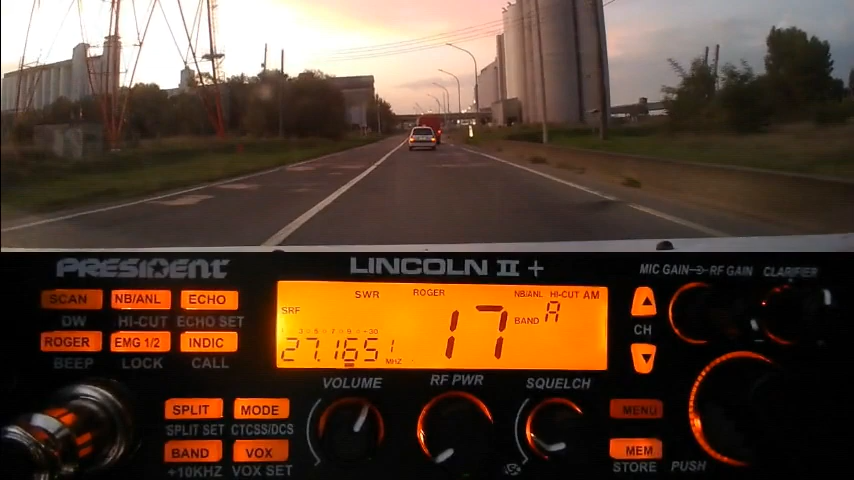 PRESIDENT LINCOLN II + MIC GAIN RF GAIN CLARIFIER
SCAN NB/ANL ECHO
DW HI-CUT ECHO SET
ROGER EMG 1/2 INDIC
BEEP LOCK CALL
SWR ROGER NB/ANL HI-CUT AM
SRF
17 BAND A
27.1651 MHZ
CH
VOLUME RF PWR SQUELCH
SPLIT MODE
SPLIT SET CTCSS/DCS
BAND VOX
+10KHZ VOX SET
MENU
MEM
STORE PUSH